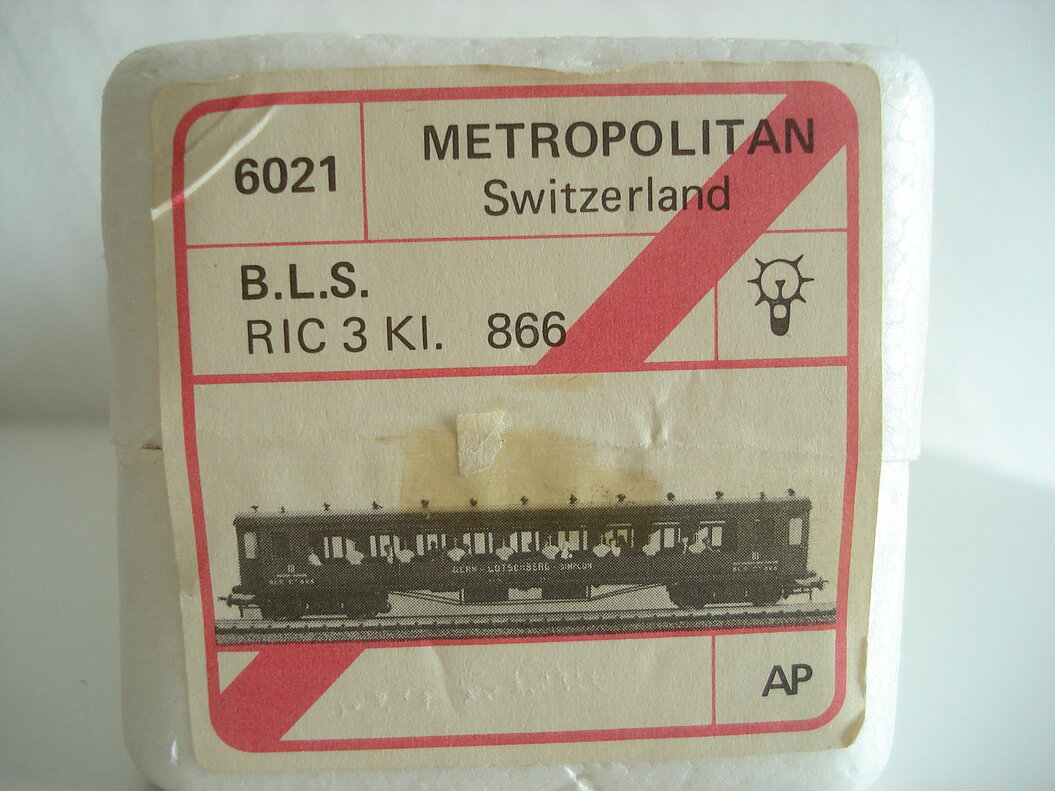 6021
METROPOLITAN
Switzerland
B.L.S.
RIC 3 Kl. 866
BERN - LÖTSCHBERG - SIMPLON
AP